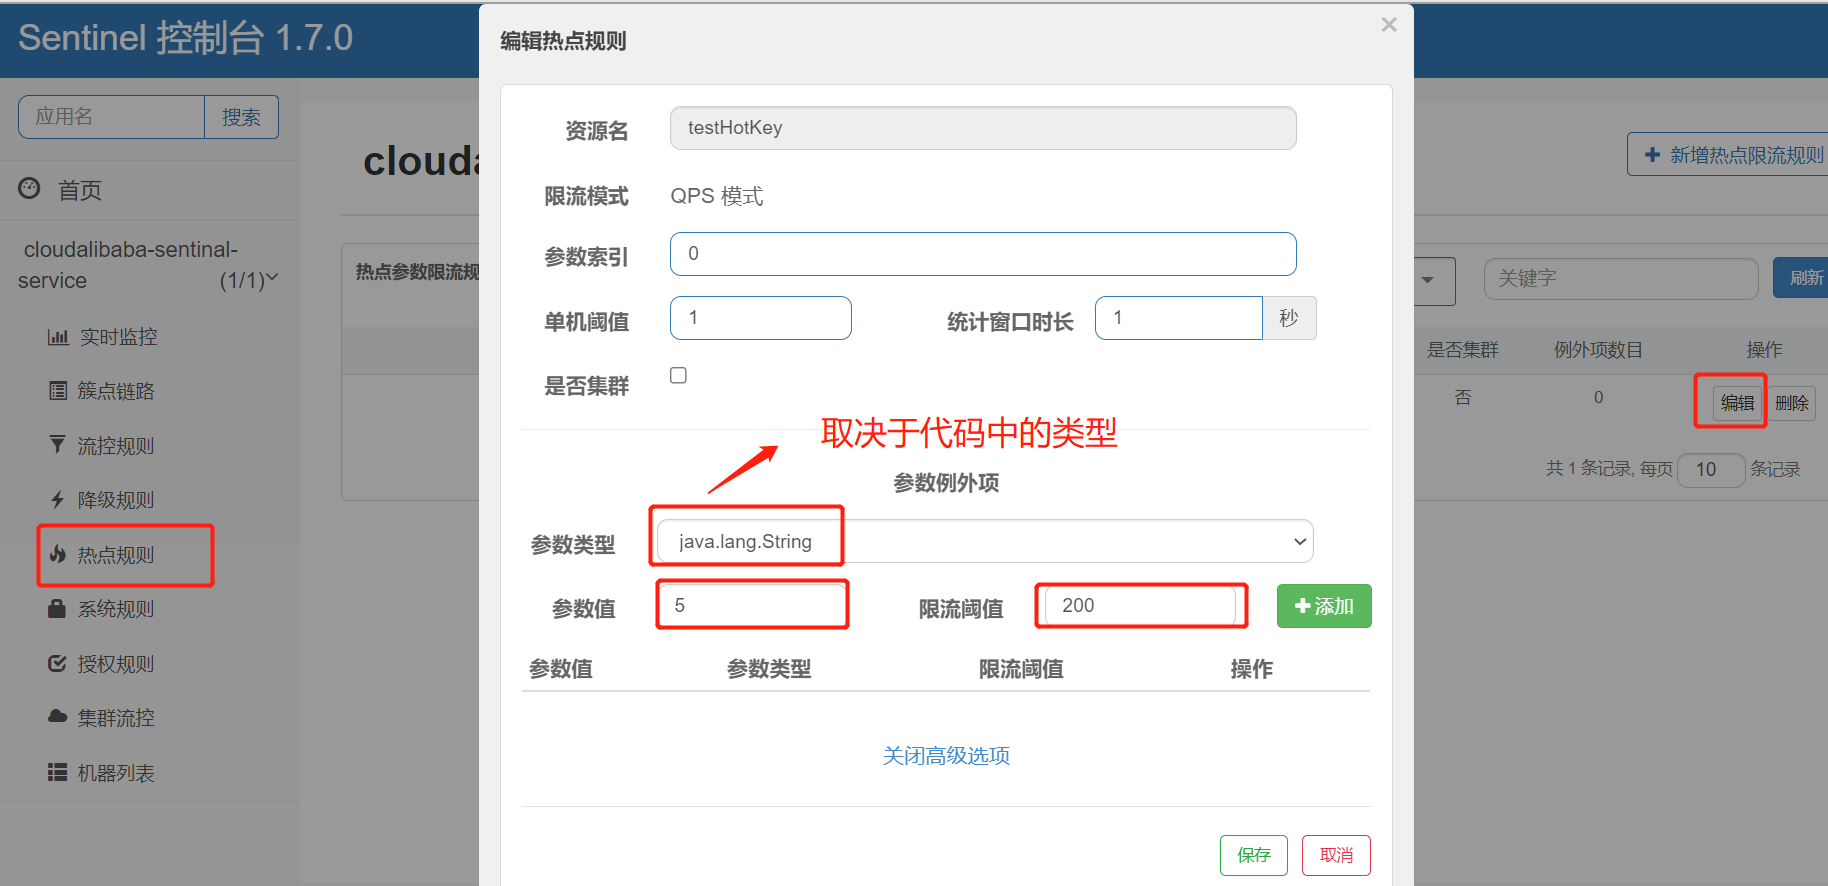 Sentinel 控制台 1.7.0
应用名
搜索
首页
cloudalibaba-sentinal-
service
(1/1)
实时监控
簇点链路
流控规则
降级规则
热点规则
系统规则
授权规则
集群流控
机器列表
clouda
热点参数限流规
编辑热点规则
×
资源名
testHotKey
限流模式
QPS 模式
参数索引
0
单机阈值
1
统计窗口时长
1
秒
是否集群
取决于代码中的类型
参数例外项
参数类型
java.lang.String
参数值
5
限流阈值
200
添加
参数值
参数类型
限流阈值
操作
关闭高级选项
保存
取消
新增热点限流规则
关键字
刷新
是否集群
例外项数目
操作
否
0
编辑
删除
共 1 条记录, 每页
10
条记录